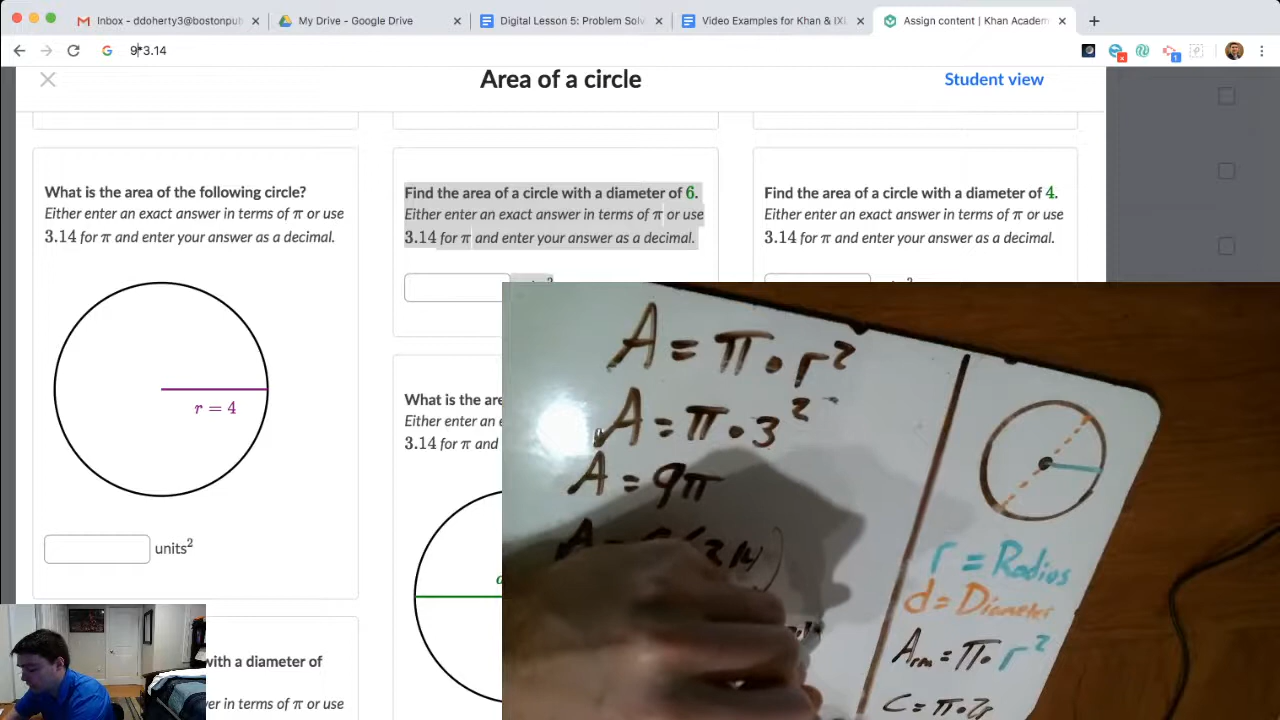 Inbox - ddoherty3@bostonpub
My Drive - Google Drive
Digital Lesson 5: Problem Solv
Video Examples for Khan & IXL
Assign content | Khan Academ
9*3.14
Area of a circle
Student view
What is the area of the following circle?
Either enter an exact answer in terms of π or use
3.14 for π and enter your answer as a decimal.
r = 4
units²
Find the area of a circle with a diameter of 6.
Either enter an exact answer in terms of π or use
3.14 for π and enter your answer as a decimal.
Find the area of a circle with a diameter of 4.
Either enter an exact answer in terms of π or use
3.14 for π and enter your answer as a decimal.
What is the are
Either enter an e
3.14 for π and
with a diameter of
er in terms of π or use
A = π • r²
A = π • 3²
A = 9π
r = Radius
d = Diameter
= π • r²
C = π • 2r